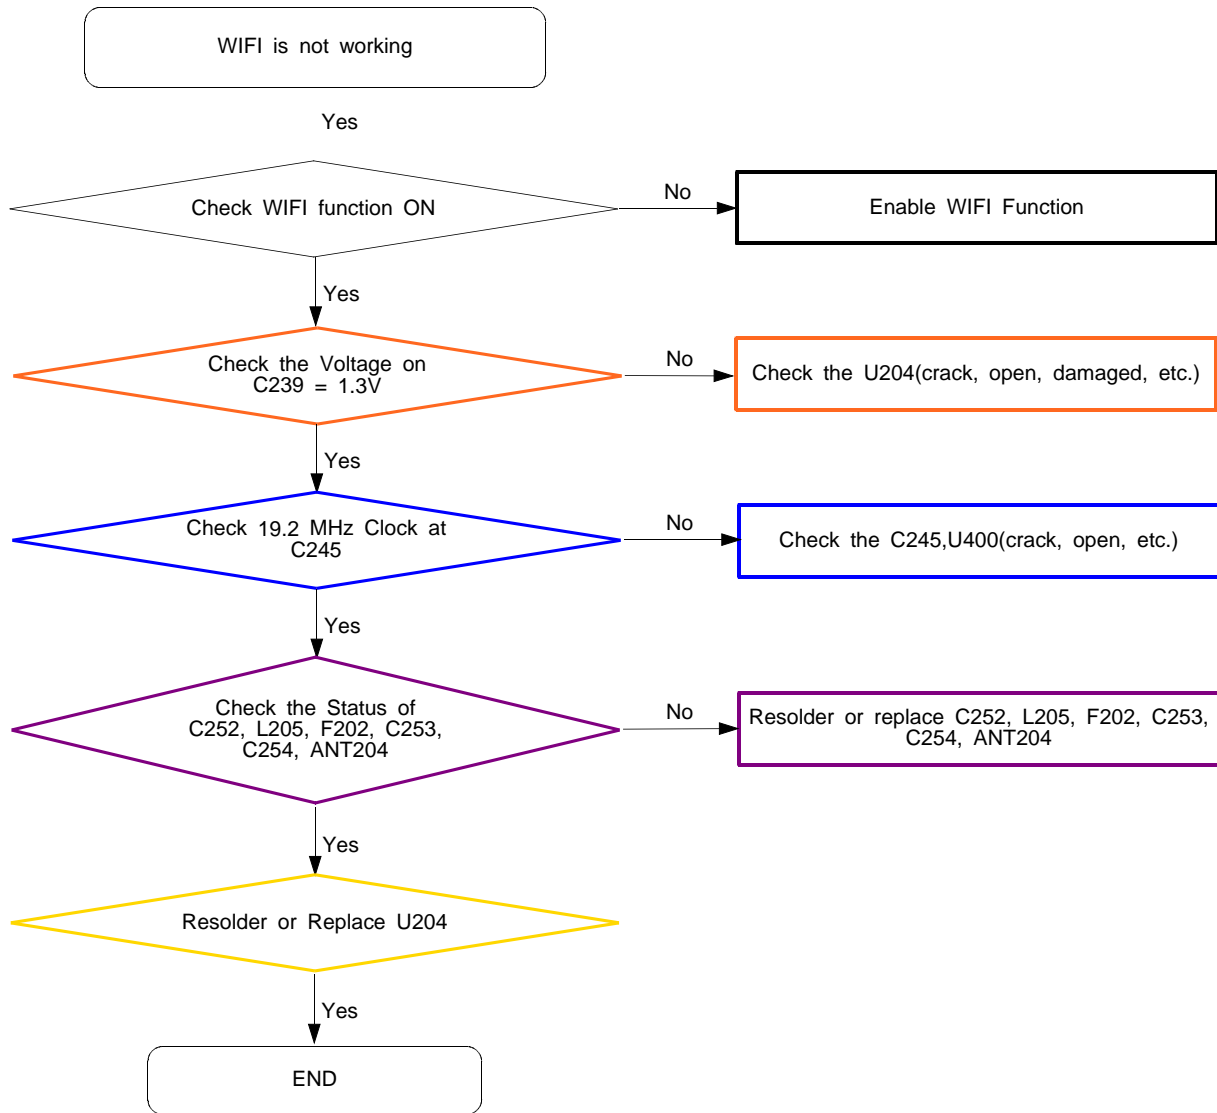 WIFI is not working
Yes
Check WIFI function ON
No
Enable WIFI Function
Yes
Check the Voltage on
C239 = 1.3V
No
Check the U204(crack, open, damaged, etc.)
Yes
Check 19.2 MHz Clock at
C245
No
Check the C245,U400(crack, open, etc.)
Yes
Check the Status of
C252, L205, F202, C253,
C254, ANT204
No
Resolder or replace C252, L205, F202, C253,
C254, ANT204
Yes
Resolder or Replace U204
Yes
END